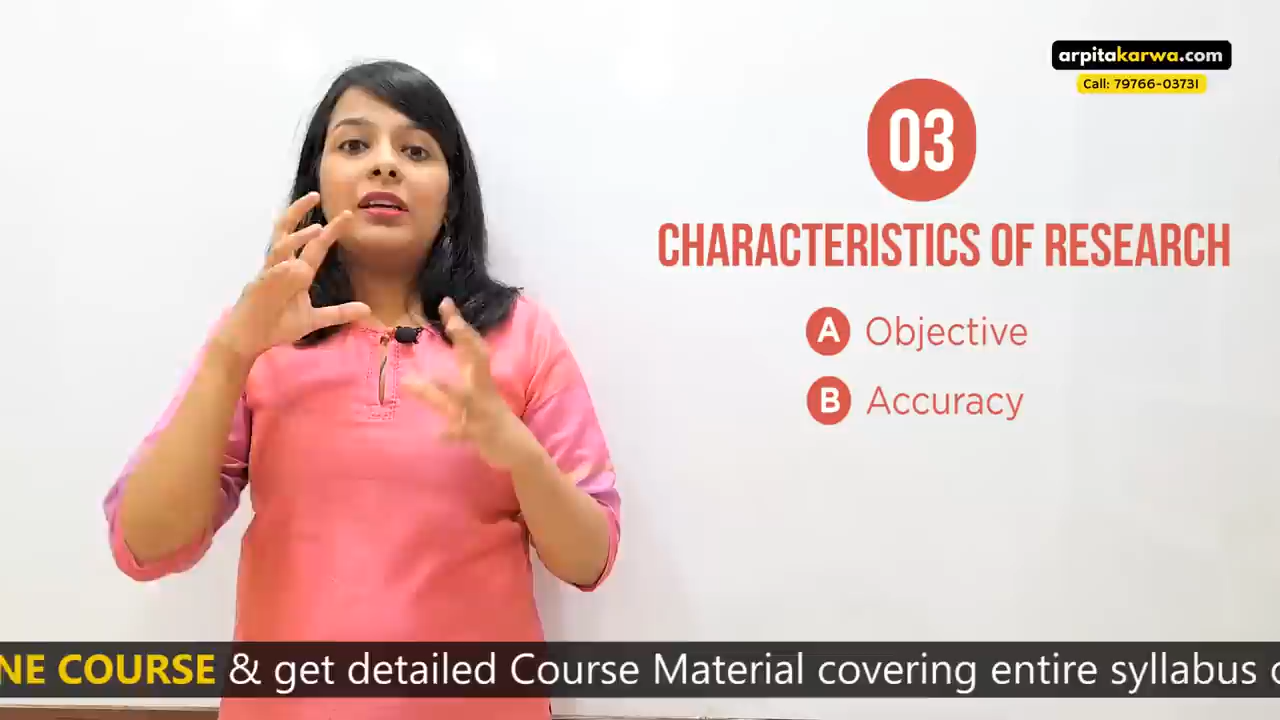 arpitakarwa.com
Call: 79766-03731
03
CHARACTERISTICS OF RESEARCH
A Objective
B Accuracy
NE COURSE & get detailed Course Material covering entire syllabus